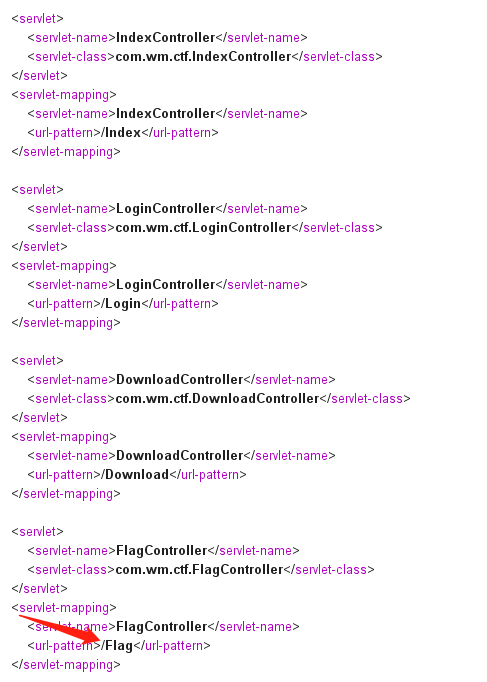 <servlet>
<servlet-name>IndexController</servlet-name>
<servlet-class>com.wm.ctf.IndexController</servlet-class>
</servlet>
<servlet-mapping>
<servlet-name>IndexController</servlet-name>
<url-pattern>/Index</url-pattern>
</servlet-mapping>
<servlet>
<servlet-name>LoginController</servlet-name>
<servlet-class>com.wm.ctf.LoginController</servlet-class>
</servlet>
<servlet-mapping>
<servlet-name>LoginController</servlet-name>
<url-pattern>/Login</url-pattern>
</servlet-mapping>
<servlet>
<servlet-name>DownloadController</servlet-name>
<servlet-class>com.wm.ctf.DownloadController</servlet-class>
</servlet>
<servlet-mapping>
<servlet-name>DownloadController</servlet-name>
<url-pattern>/Download</url-pattern>
</servlet-mapping>
<servlet>
<servlet-name>FlagController</servlet-name>
<servlet-class>com.wm.ctf.FlagController</servlet-class>
</servlet>
<servlet-mapping>
<servlet-name>FlagController</servlet-name>
<url-pattern>/Flag</url-pattern>
</servlet-mapping>